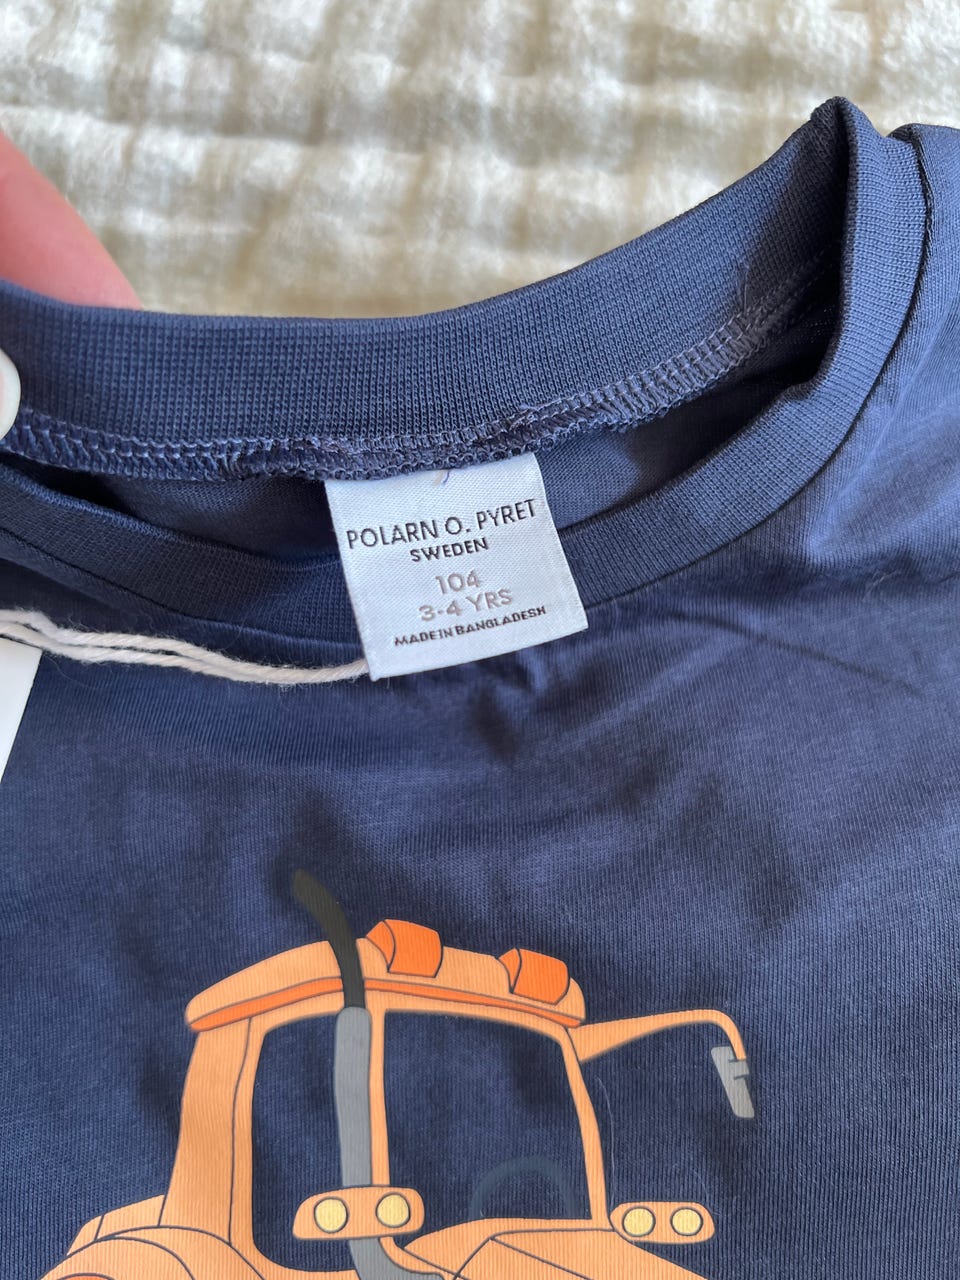 POLARN O. PYRET
SWEDEN
104
3-4 YRS
MADE IN BANGLADESH